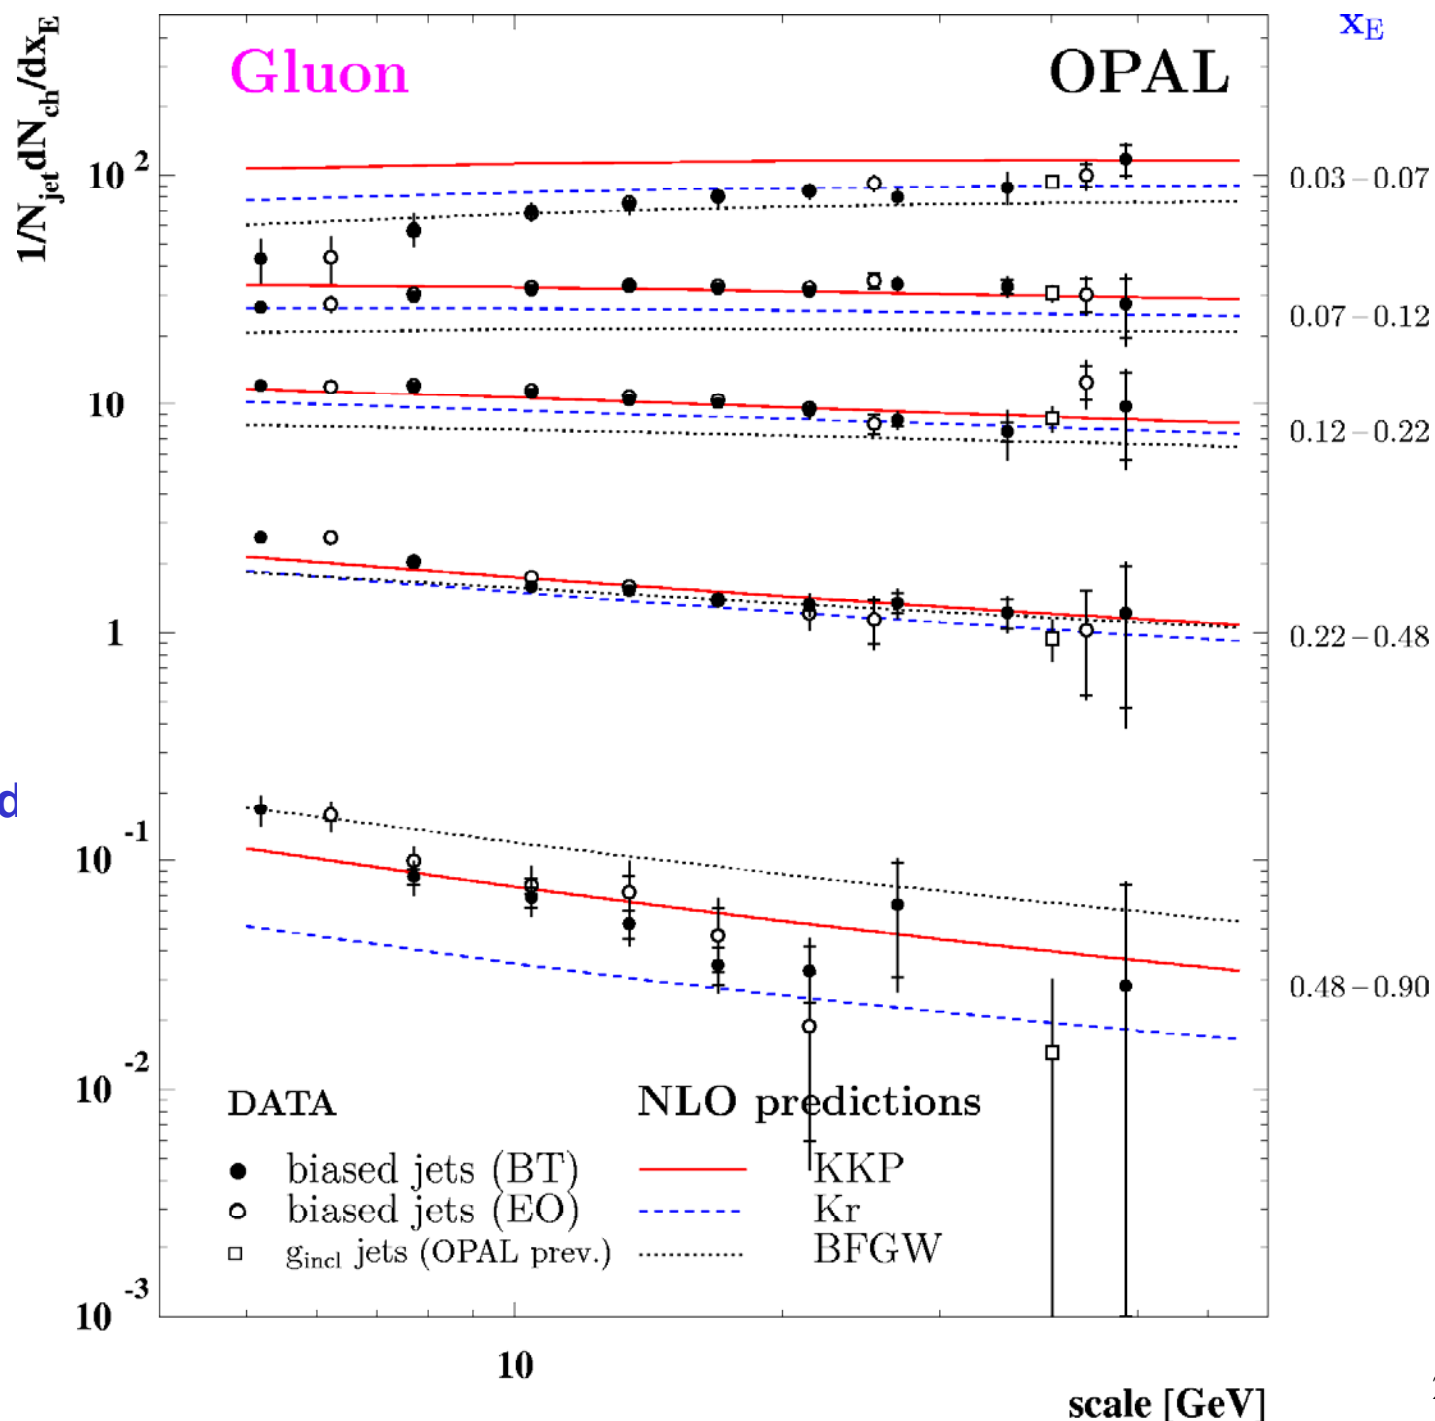 x_E
Gluon
OPAL
1/N_jet dN_ch/dx_E
10^2
10
1
10^-1
10^-2
10^-3
0.03−0.07
0.07−0.12
0.12−0.22
0.22−0.48
0.48−0.90
d
DATA
biased jets (BT)
biased jets (EO)
g_incl jets (OPAL prev.)
NLO predictions
KKP
Kr
BFGW
10
scale [GeV]